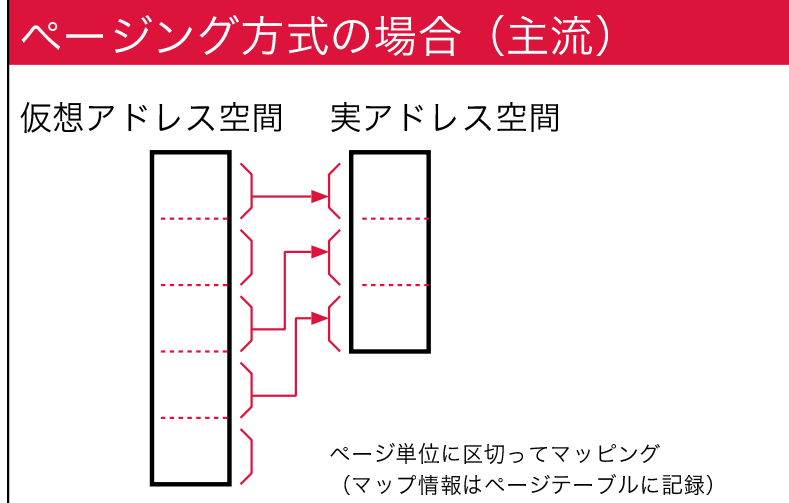 ページング方式の場合（主流）
仮想アドレス空間
実アドレス空間
ページ単位に区切ってマッピング
（マップ情報はページテーブルに記録）